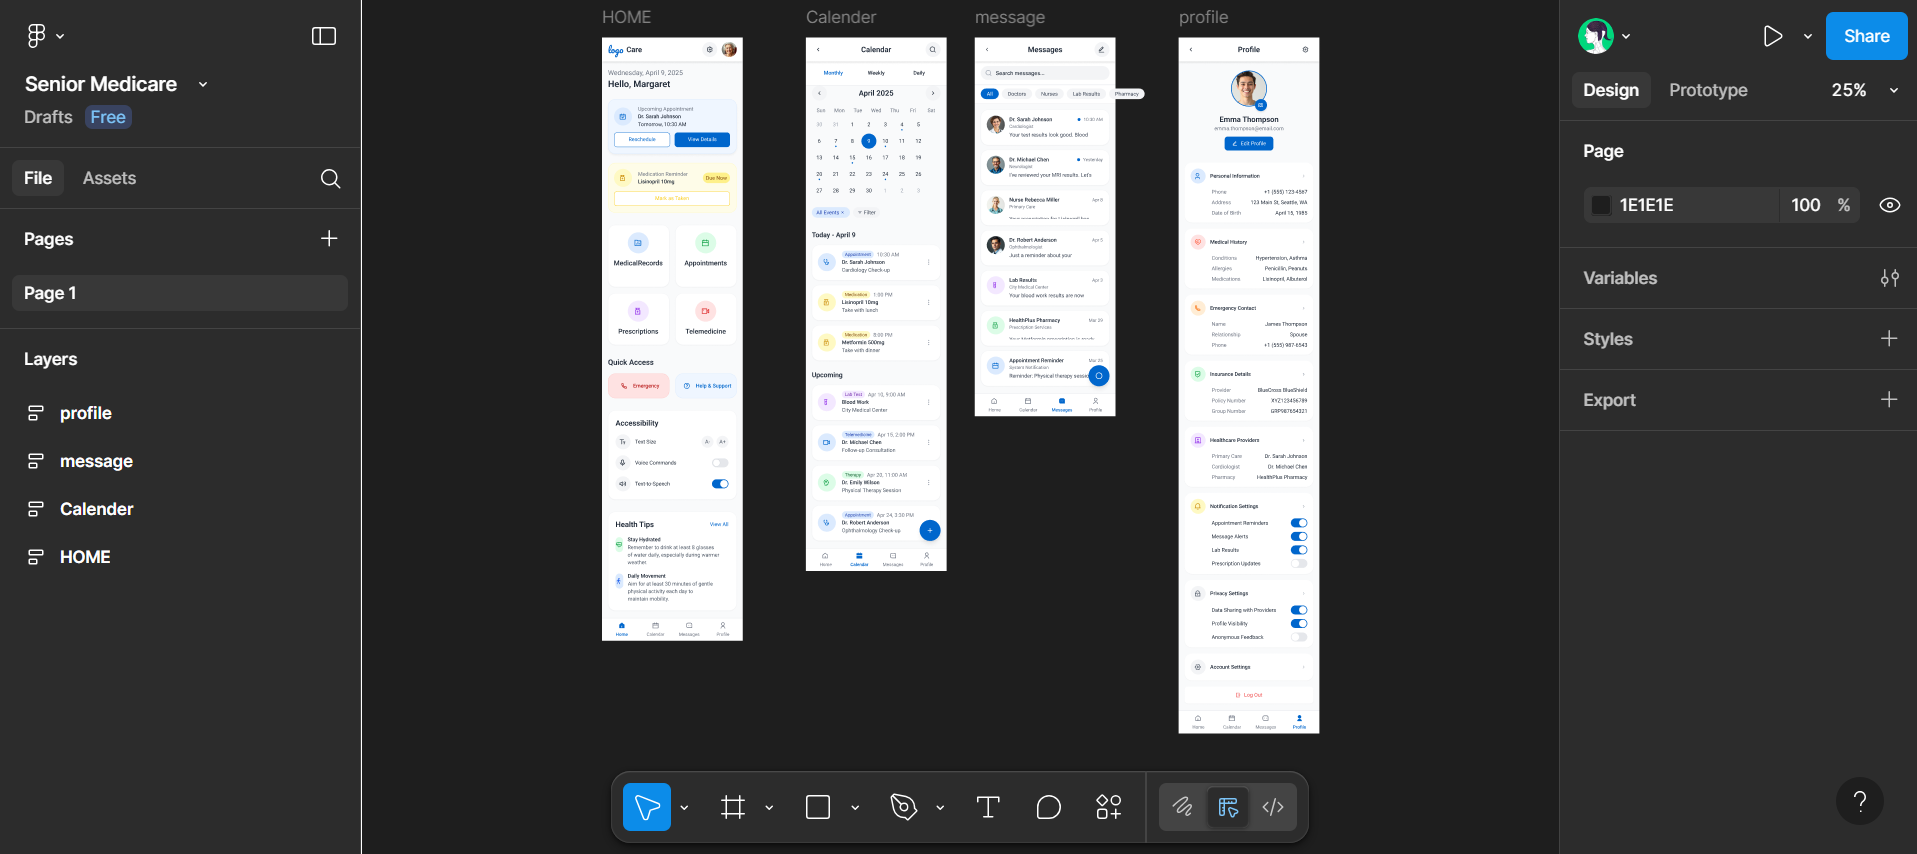 Senior Medicare
Drafts Free
File Assets
Pages
Page 1
Layers
profile
message
Calender
HOME
HOME
logo Care
Wednesday, April 9, 2025
Hello, Margaret
Upcoming Appointment
Dr. Sarah Johnson
Tomorrow, 10:30 AM
Reschedule View Details
Medication Reminder
Lisinopril 10mg
Due Now
Mark as Taken
MedicalRecords Appointments
Prescriptions Telemedicine
Quick Access
Emergency Help & Support
Accessibility
Text Size A- A+
Voice Commands
Text-to-Speech
Health Tips View All
Stay Hydrated
Remember to drink at least 8 glasses
of water daily, especially during warmer
weather.
Daily Movement
Aim for at least 30 minutes of gentle
physical activity each day to
maintain mobility.
Home Calendar Messages Profile
Calender
Calendar
Monthly Weekly Daily
April 2025
Sun Mon Tue Wed Thu Fri Sat
30 31 1 2 3 4 5
6 7 8 9 10 11 12
13 14 15 16 17 18 19
20 21 22 23 24 25 26
27 28 29 30 1 2 3
All Events × Filter
Today - April 9
Appointment 10:30 AM
Dr. Sarah Johnson
Cardiology Check-up
Medication 1:00 PM
Lisinopril 10mg
Take with lunch
Medication 8:00 PM
Metformin 500mg
Take with dinner
Upcoming
Lab Test Apr 10, 9:00 AM
Blood Work
City Medical Center
Telemedicine Apr 15, 2:00 PM
Dr. Michael Chen
Follow-up Consultation
Therapy Apr 20, 11:00 AM
Dr. Emily Wilson
Physical Therapy Session
Appointment Apr 24, 3:30 PM
Dr. Robert Anderson
Ophthalmology Check-up
Home Calendar Messages Profile
message
Messages
Search messages...
All Doctors Nurses Lab Results Pharmacy
Dr. Sarah Johnson 10:30 AM
Cardiologist
Your test results look good. Blood
Dr. Michael Chen Yesterday
Neurologist
I've reviewed your MRI results. Let's
Nurse Rebecca Miller Apr 8
Primary Care
Dr. Robert Anderson Apr 5
Ophthalmologist
Just a reminder about your
Lab Results Apr 3
City Medical Center
Your blood work results are now
HealthPlus Pharmacy Mar 29
Prescription Services
Your Metformin prescription is ready
Appointment Reminder Mar 25
System Notification
Reminder: Physical therapy sessio
Home Calendar Messages Profile
profile
Profile
Emma Thompson
emma.thompson@email.com
Edit Profile
Personal Information
Phone +1 (555) 123-4567
Address 123 Main St, Seattle, WA
Date of Birth April 15, 1985
Medical History
Conditions Hypertension, Asthma
Allergies Penicillin, Peanuts
Medications Lisinopril, Albuterol
Emergency Contact
Name James Thompson
Relationship Spouse
Phone +1 (555) 987-6543
Insurance Details
Provider BlueCross BlueShield
Policy Number XYZ123456789
Group Number GRP987654321
Healthcare Providers
Primary Care Dr. Sarah Johnson
Cardiologist Dr. Michael Chen
Pharmacy HealthPlus Pharmacy
Notification Settings
Appointment Reminders
Message Alerts
Lab Results
Prescription Updates
Privacy Settings
Data Sharing with Providers
Profile Visibility
Anonymous Feedback
Account Settings
Log Out
Home Calendar Messages Profile
Share
Design Prototype 25%
Page
1E1E1E 100 %
Variables
Styles
Export
?